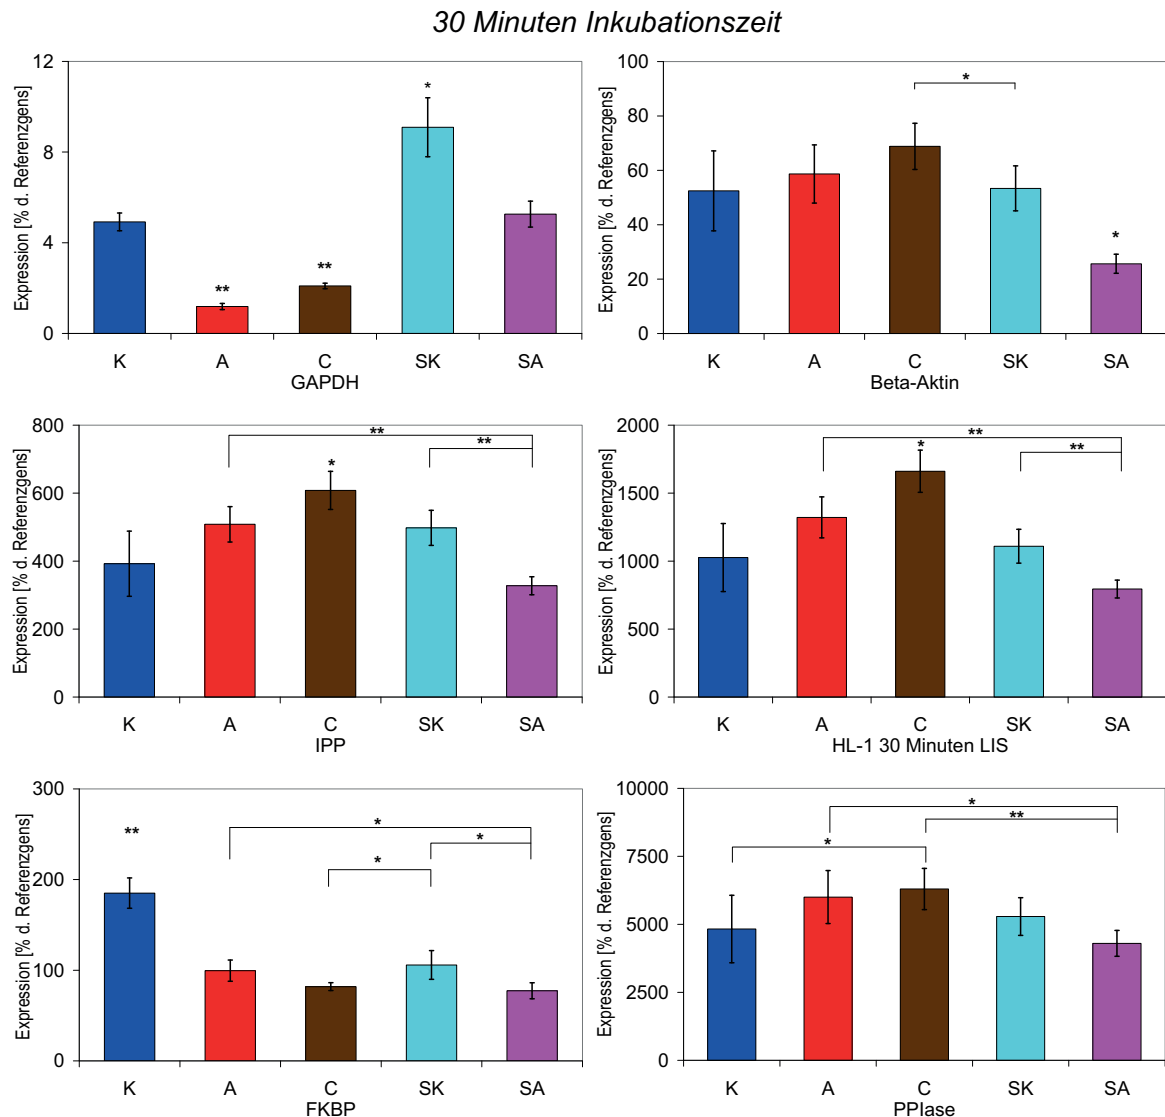 30 Minuten Inkubationszeit
Expression [% d. Referenzgens]
12
8
4
0
*
**
**
K A C SK SA
GAPDH
Expression [% d. Referenzgens]
100
80
60
40
20
0
*
*
K A C SK SA
Beta-Aktin
Expression [% d. Referenzgens]
800
600
400
200
0
**
**
*
K A C SK SA
IPP
Expression [% d. Referenzgens]
2000
1500
1000
500
0
**
*
**
K A C SK SA
HL-1 30 Minuten LIS
Expression [% d. Referenzgens]
300
200
100
0
**
*
*
*
K A C SK SA
FKBP
Expression [% d. Referenzgens]
10000
7500
5000
2500
0
*
**
*
K A C SK SA
PPIase